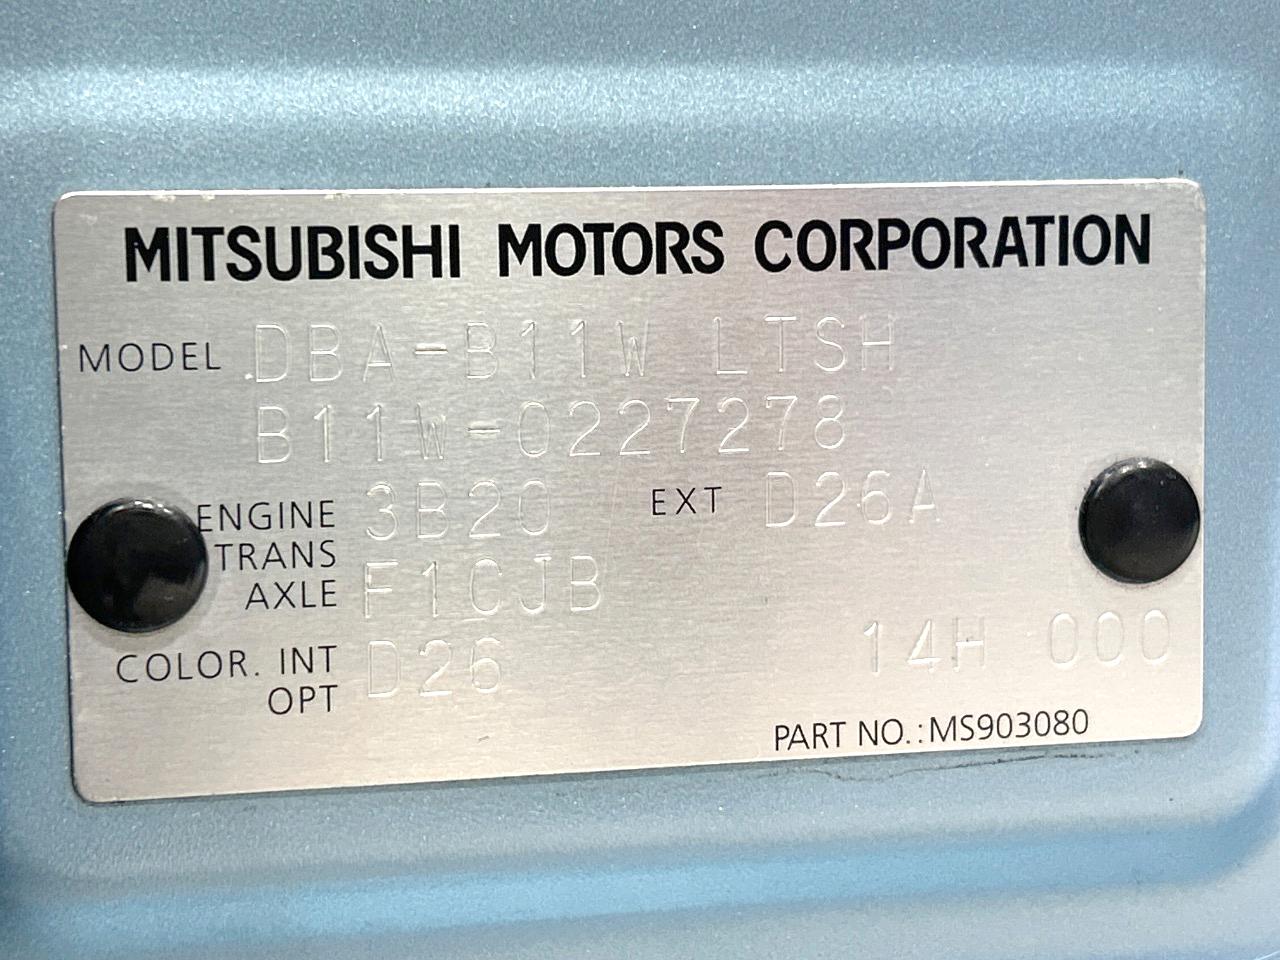 MITSUBISHI MOTORS CORPORATION
MODEL DBA-B11W LTSH
B11W-0227278
ENGINE 3B20 EXT D26A
TRANS
AXLE F1CJB
COLOR. INT D26 14H 000
OPT
PART NO.:MS903080